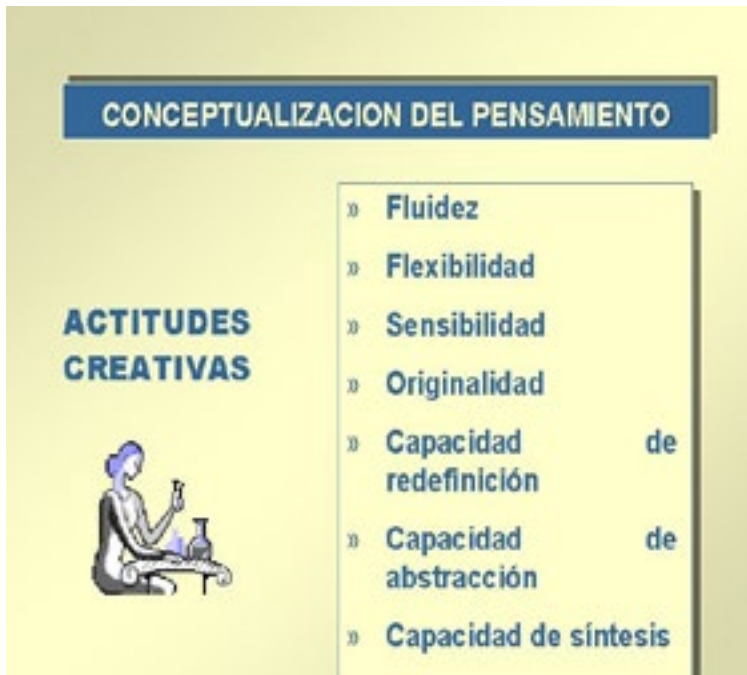 CONCEPTUALIZACION DEL PENSAMIENTO
ACTITUDES
CREATIVAS
» Fluidez
» Flexibilidad
» Sensibilidad
» Originalidad
» Capacidad de
redefinición
» Capacidad de
abstracción
» Capacidad de síntesis